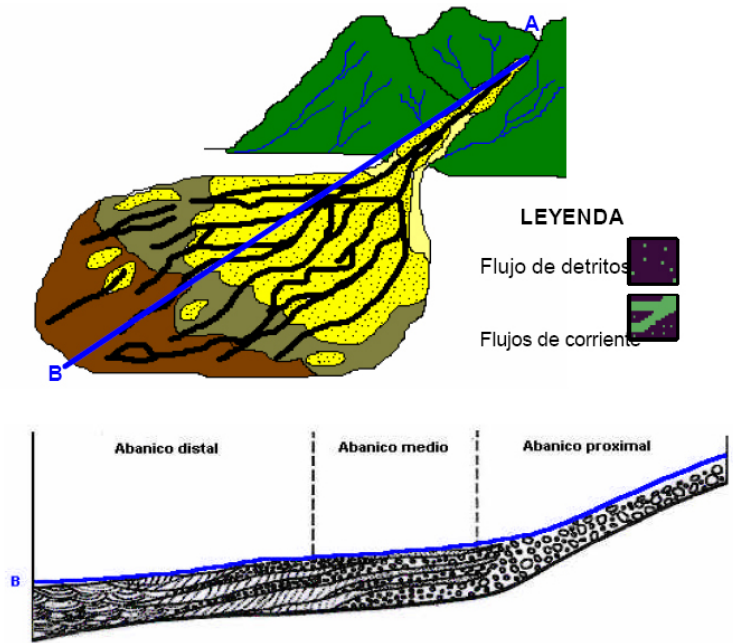 A
LEYENDA
Flujo de detritos
Flujos de corriente
B
Abanico distal
Abanico medio
Abanico proximal
B